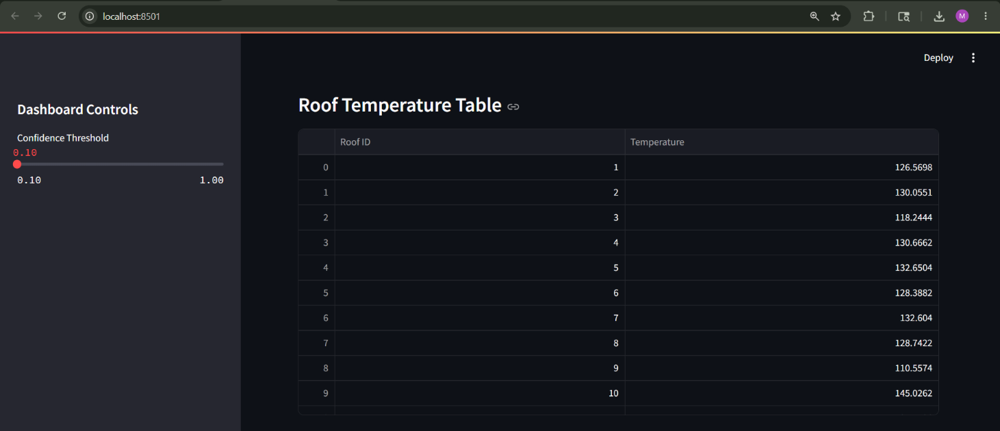 localhost:8501
M
Deploy
Dashboard Controls
Confidence Threshold
0.10
0.10 1.00
Roof Temperature Table
Roof ID Temperature
0 1 126.5698
1 2 130.0551
2 3 118.2444
3 4 130.6662
4 5 132.6504
5 6 128.3882
6 7 132.604
7 8 128.7422
8 9 110.5574
9 10 145.0262